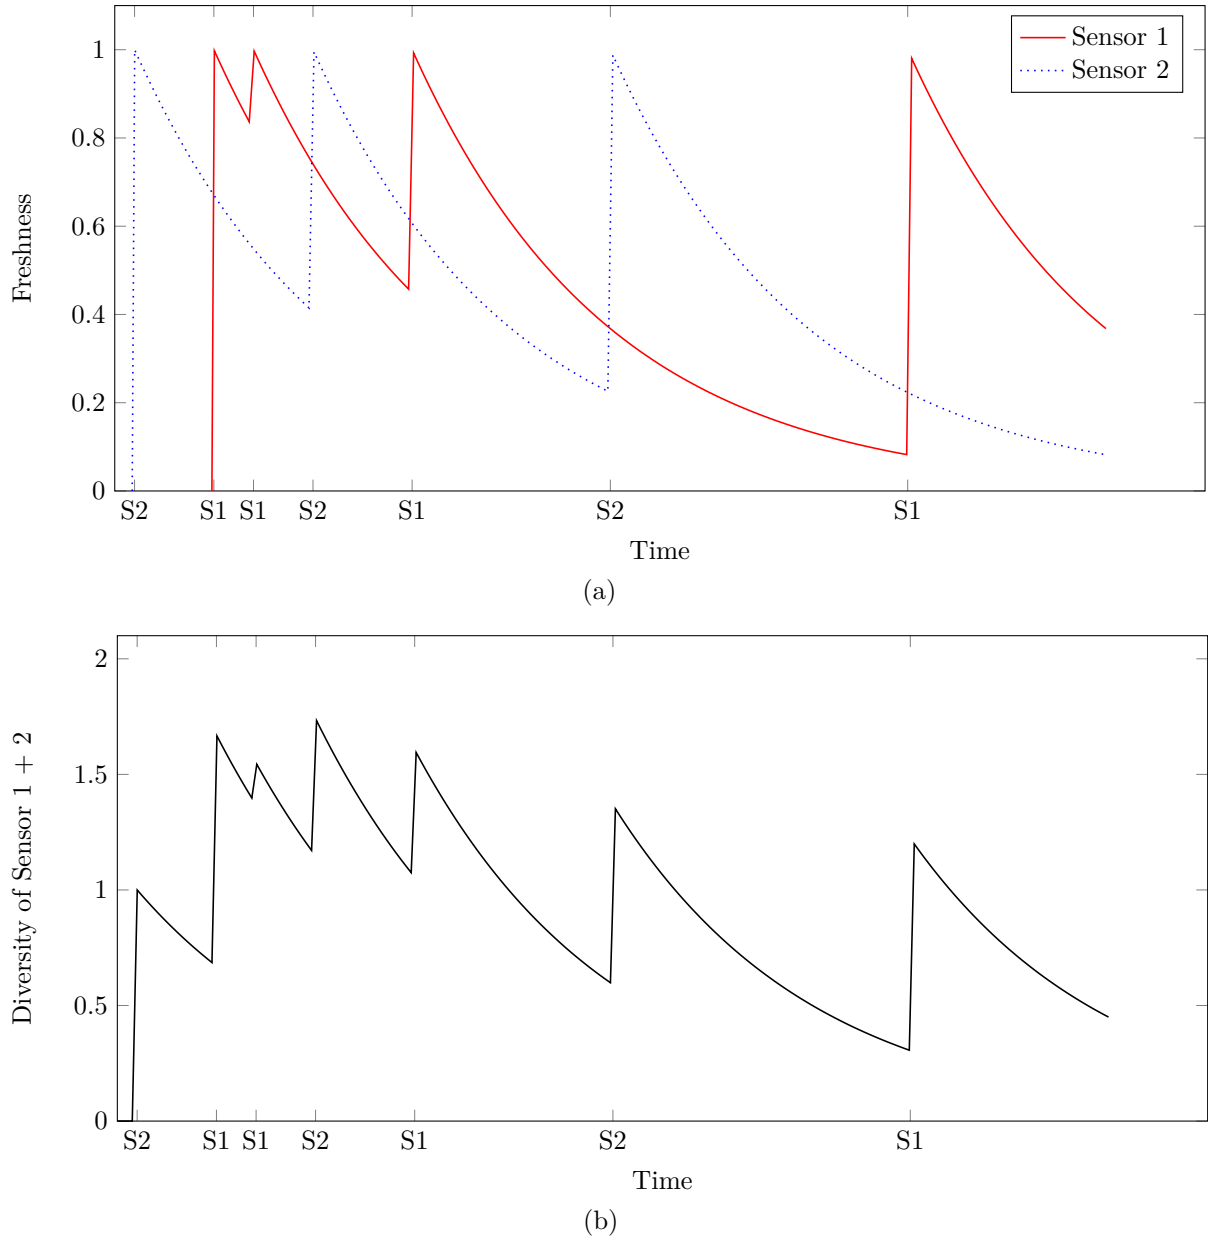 1
0.8
0.6
0.4
0.2
0
Freshness
Sensor 1
Sensor 2
S2 S1 S1 S2 S1 S2 S1
Time
(a)
2
1.5
1
0.5
0
Diversity of Sensor 1 + 2
S2 S1 S1 S2 S1 S2 S1
Time
(b)